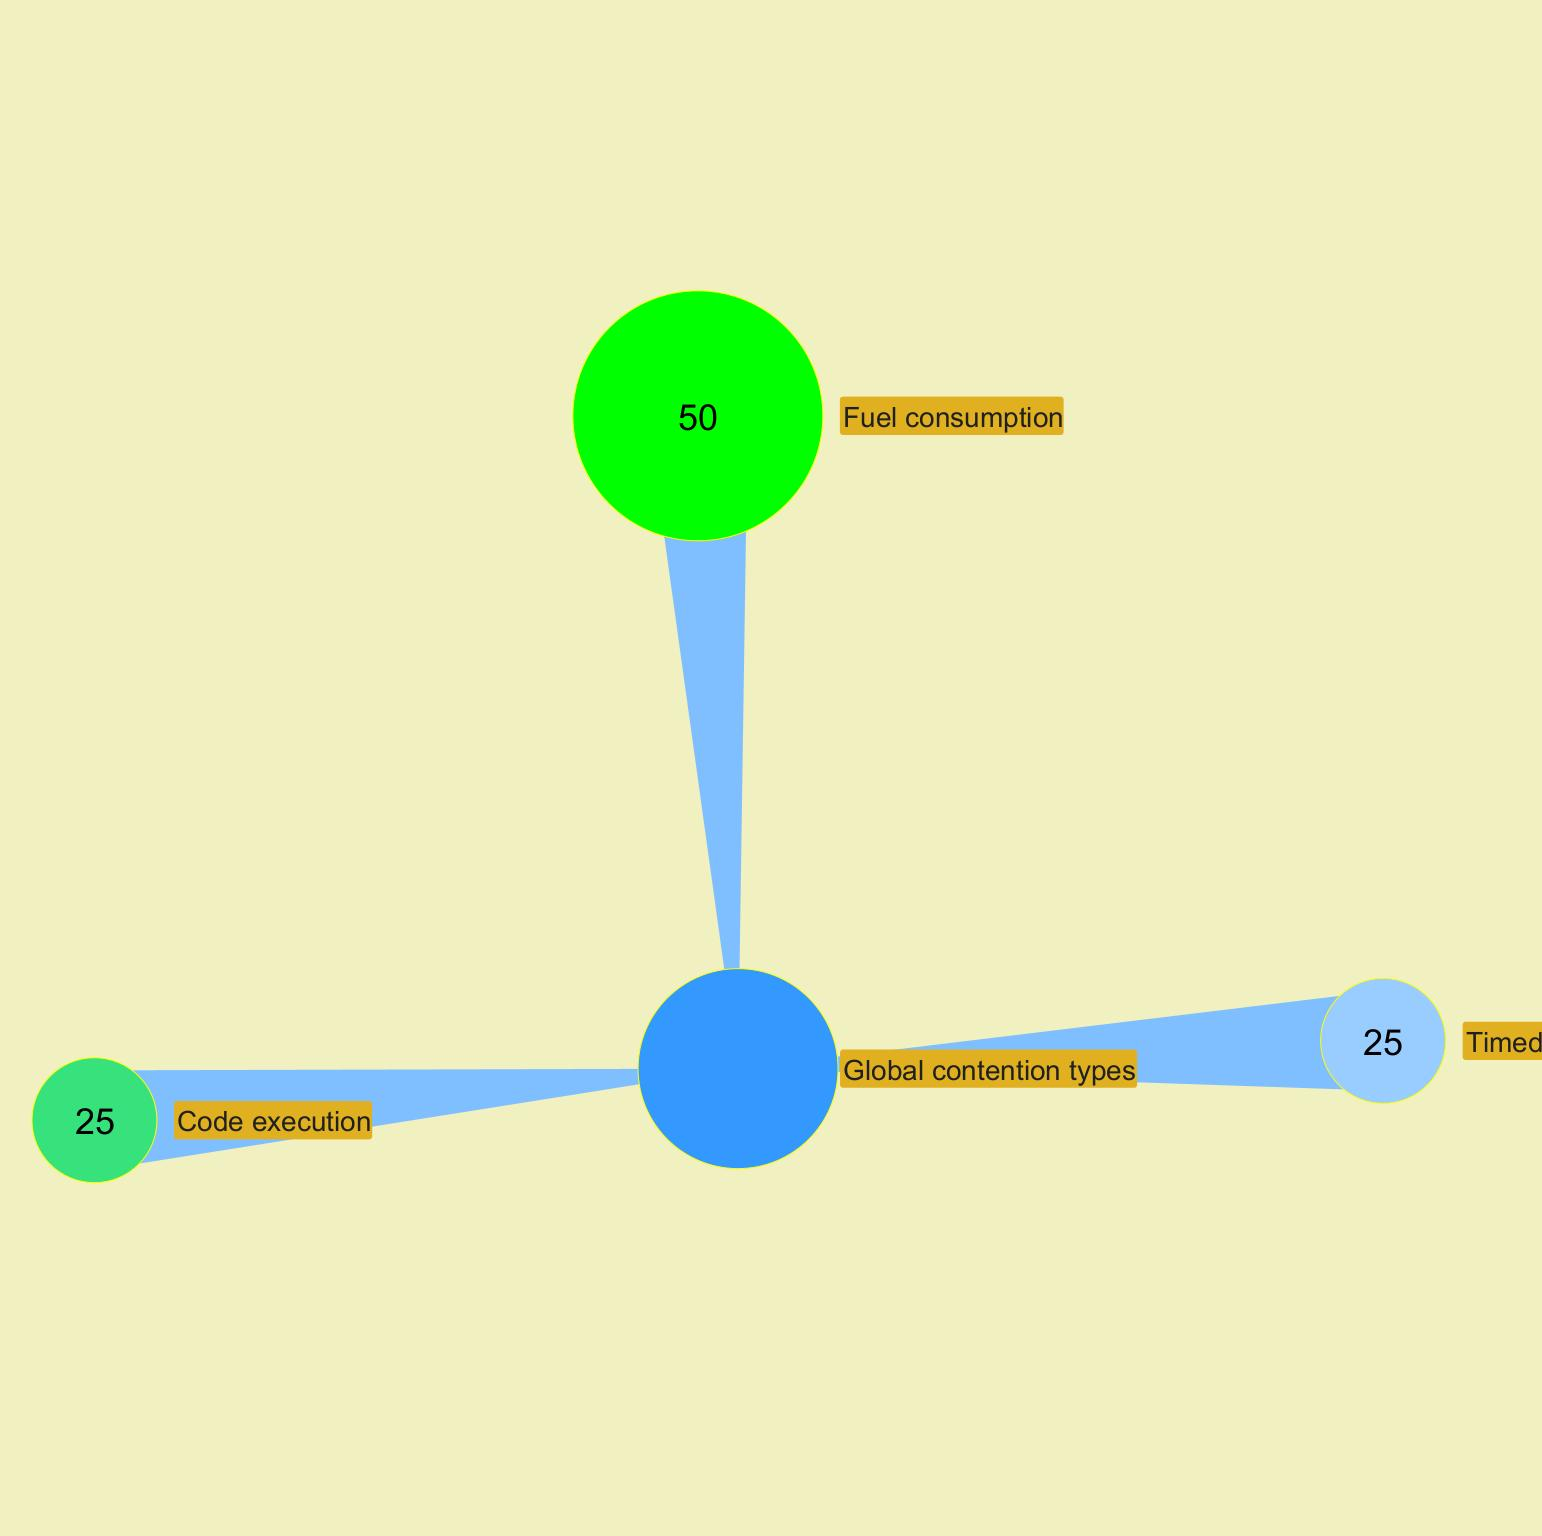 50
Fuel consumption
25
Timed
Global contention types
25
Code execution